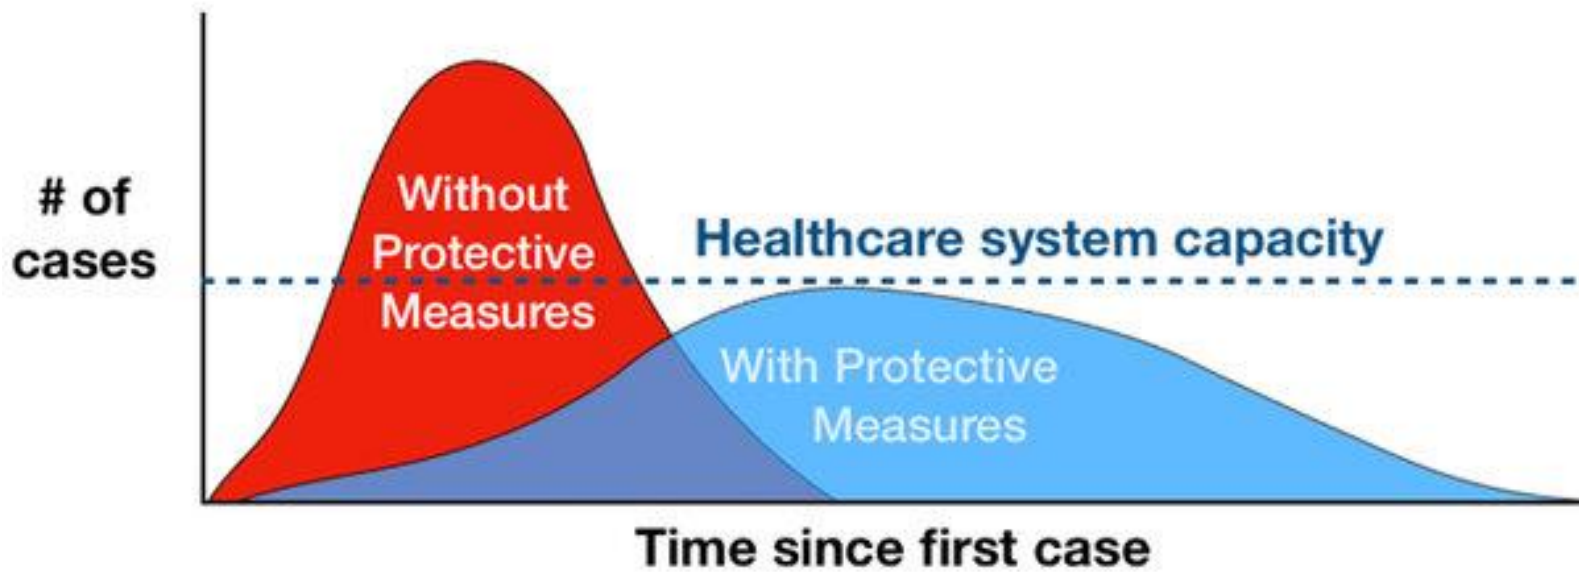 # of
cases
Without
Protective
Measures
Healthcare system capacity
With Protective
Measures
Time since first case